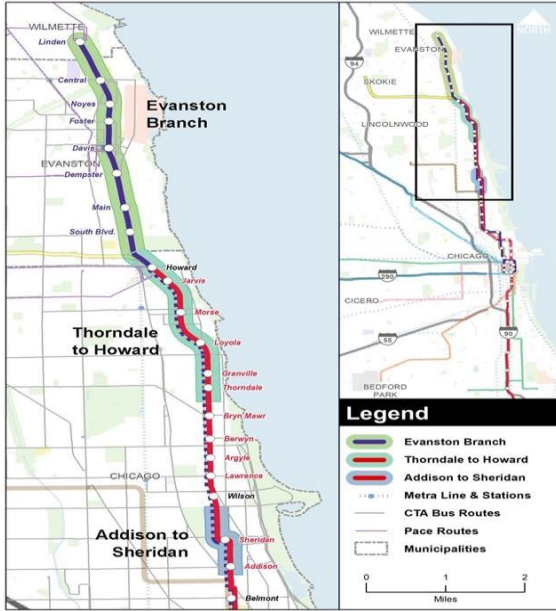 WILMETTE
Linden
Central
Noyes
Foster
Davis
EVANSTON
Dempster
Main
South Blvd.
Evanston
Branch
Howard
Jarvis
Morse
Loyola
Thorndale
to Howard
Granville
Thorndale
Bryn Mawr
Berwyn
Argyle
Lawrence
CHICAGO
Wilson
Addison to
Sheridan
Sheridan
Addison
Belmont
NORTH
WILMETTE
EVANSTON
94
SKOKIE
LINCOLNWOOD
CHICAGO
290
CICERO
90
55
BEDFORD
PARK
Legend
Evanston Branch
Thorndale to Howard
Addison to Sheridan
Metra Line & Stations
CTA Bus Routes
Pace Routes
Municipalities
0 1 2
Miles